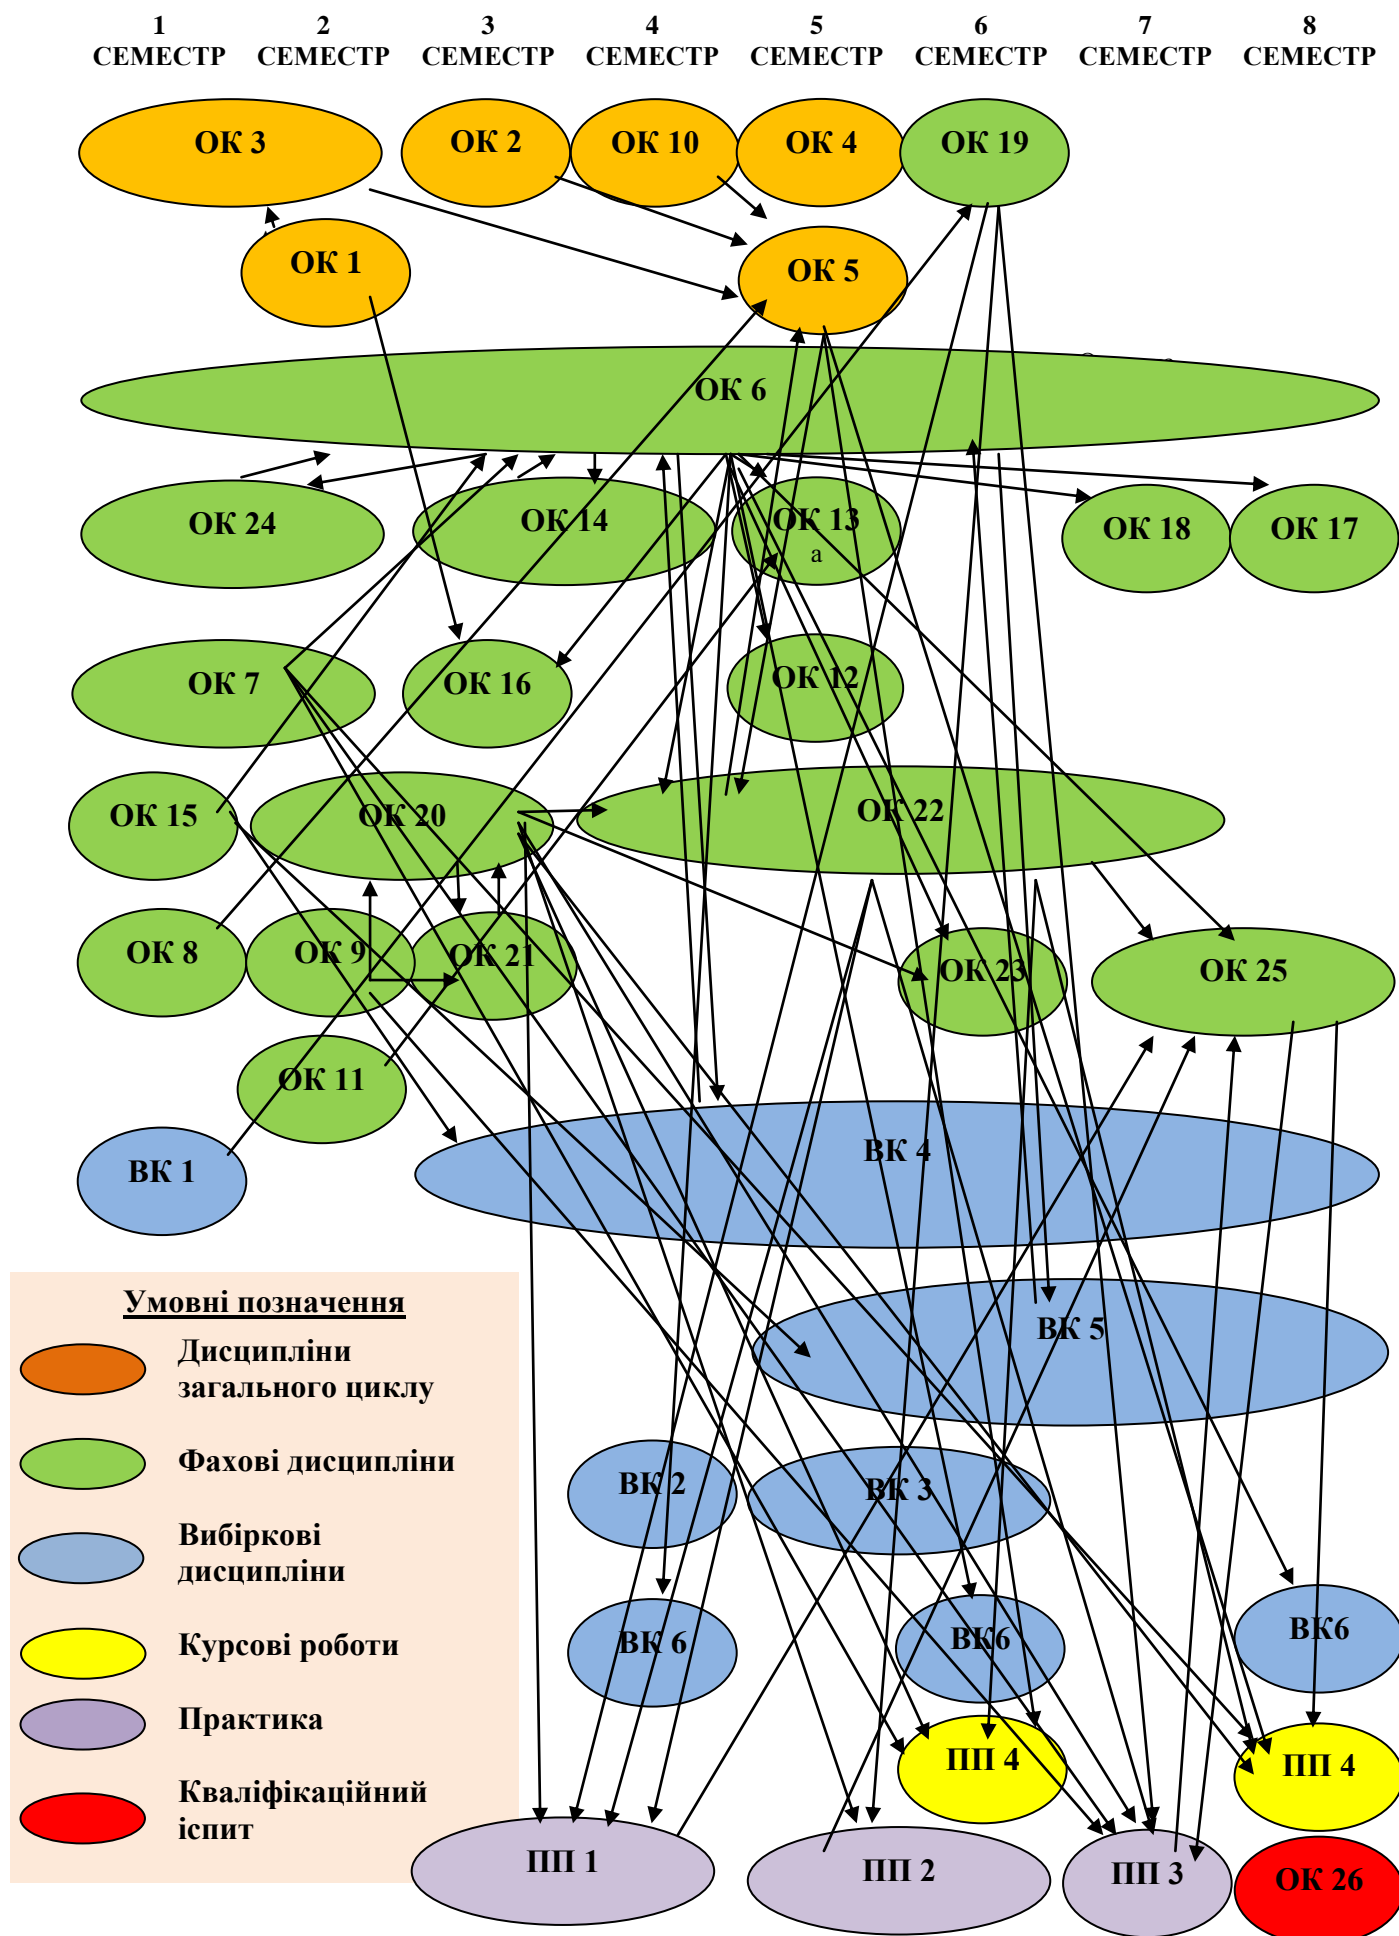 1 2 3 4 5 6 7 8
СЕМЕСТР СЕМЕСТР СЕМЕСТР СЕМЕСТР СЕМЕСТР СЕМЕСТР СЕМЕСТР СЕМЕСТР
ОК 3 ОК 2 ОК 10 ОК 4 ОК 19
ОК 1 ОК 5
ОК 6
ОК 24 ОК 14 ОК 13 ОК 18 ОК 17
а
ОК 7 ОК 16 ОК 12
ОК 15 ОК 20 ОК 22
ОК 8 ОК 9 ОК 21 ОК 23 ОК 25
ОК 11
ВК 1 ВК 4
ВК 5
ВК 2 ВК 3
ВК 6 ВК6 ВК6
ПП 4 ПП 4
ПП 1 ПП 2 ПП 3 ОК 26
Умовні позначення
Дисципліни
загального циклу
Фахові дисципліни
Вибіркові
дисципліни
Курсові роботи
Практика
Кваліфікаційний
іспит